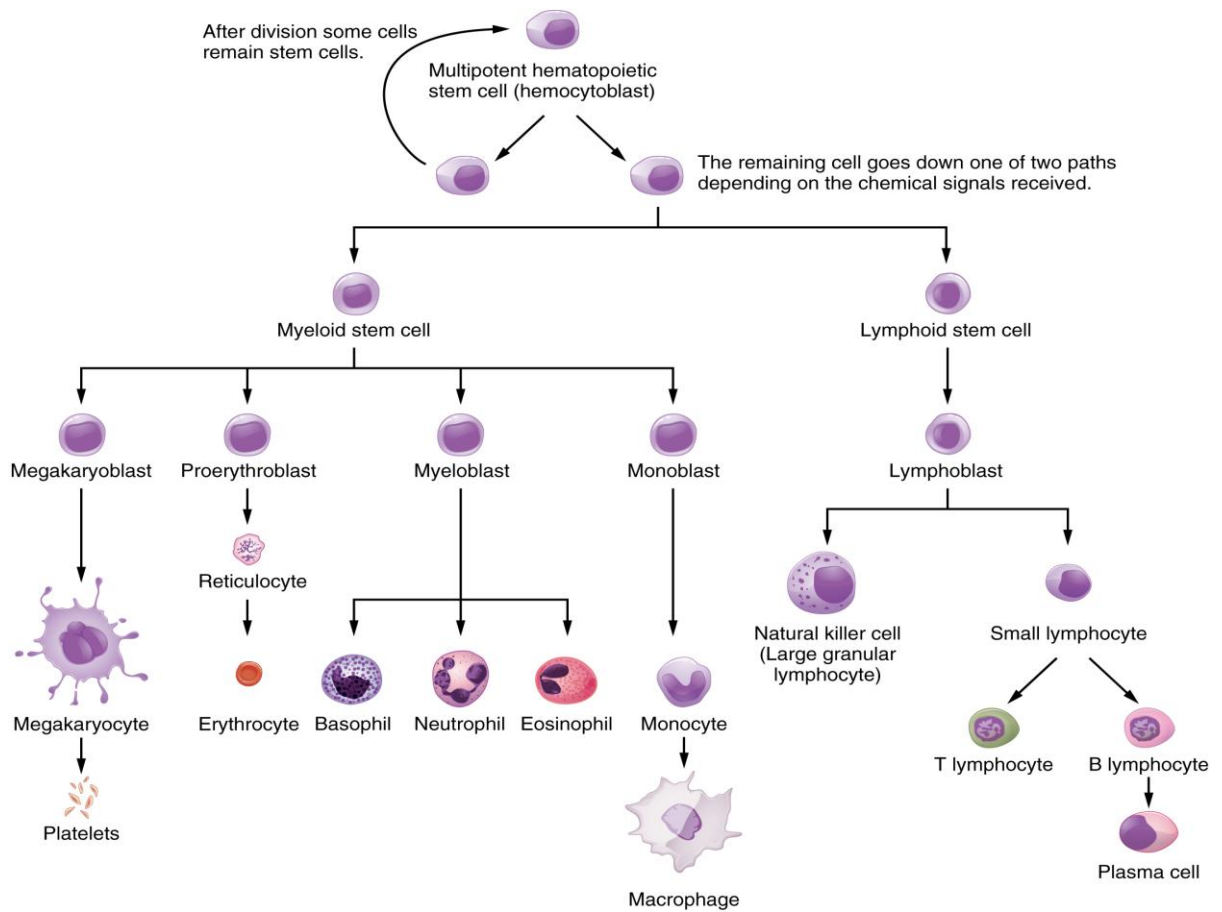 After division some cells
remain stem cells.
Multipotent hematopoietic
stem cell (hemocytoblast)
The remaining cell goes down one of two paths
depending on the chemical signals received.
Myeloid stem cell
Lymphoid stem cell
Megakaryoblast
Proerythroblast
Myeloblast
Monoblast
Lymphoblast
Reticulocyte
Natural killer cell
(Large granular
lymphocyte)
Small lymphocyte
Megakaryocyte
Erythrocyte
Basophil
Neutrophil
Eosinophil
Monocyte
T lymphocyte
B lymphocyte
Platelets
Macrophage
Plasma cell